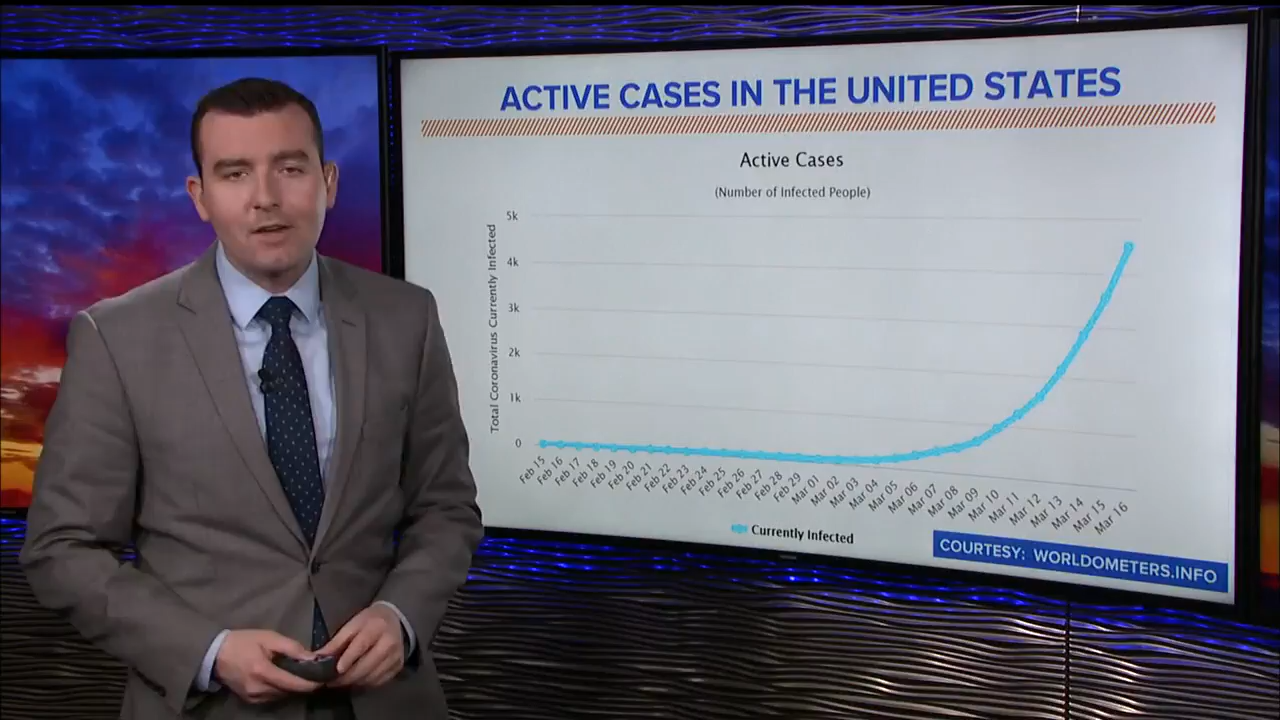 ACTIVE CASES IN THE UNITED STATES
Active Cases
(Number of Infected People)
Total Coronavirus Currently Infected
5k
4k
3k
2k
1k
0
Feb 15
Feb 16
Feb 17
Feb 18
Feb 19
Feb 20
Feb 21
Feb 22
Feb 23
Feb 24
Feb 25
Feb 26
Feb 27
Feb 28
Feb 29
Mar 01
Mar 02
Mar 03
Mar 04
Mar 05
Mar 06
Mar 07
Mar 08
Mar 09
Mar 10
Mar 11
Mar 12
Mar 13
Mar 14
Mar 15
Mar 16
Currently Infected
COURTESY: WORLDOMETERS.INFO